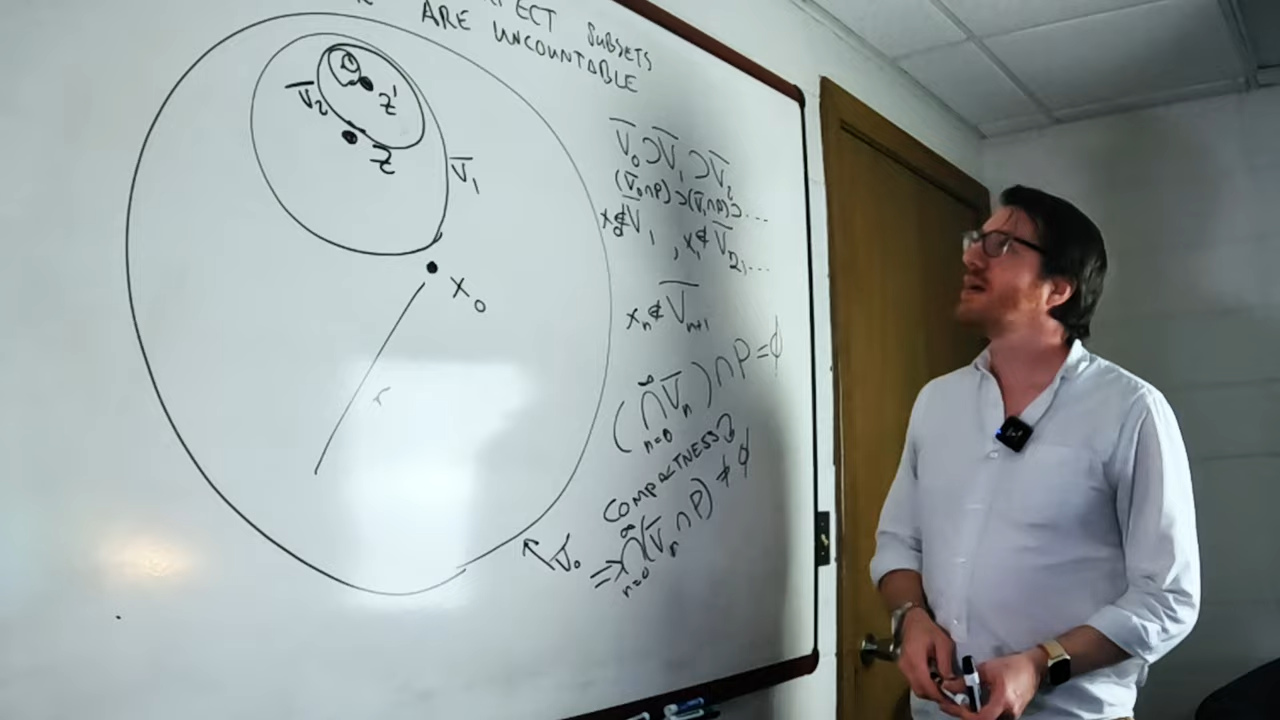 SUBSETS
ARE UNCOUNTABLE
V̅₂
Z'
Z
V̅₁
X₀
r
V̅₀
V̅₀⊃V̅₁⊃V̅₂
(V̅₀∩P)⊃(V̅₁∩P)⊃...
x₀∉V̅₁, x₁∉V̅₂,...
xₙ∉V̅ₙ₊₁
(∞⋂n=0 V̅ₙ)∩P=∅
COMPACTNESS?
⇒∞⋂n=0(V̅ₙ∩P)≠∅